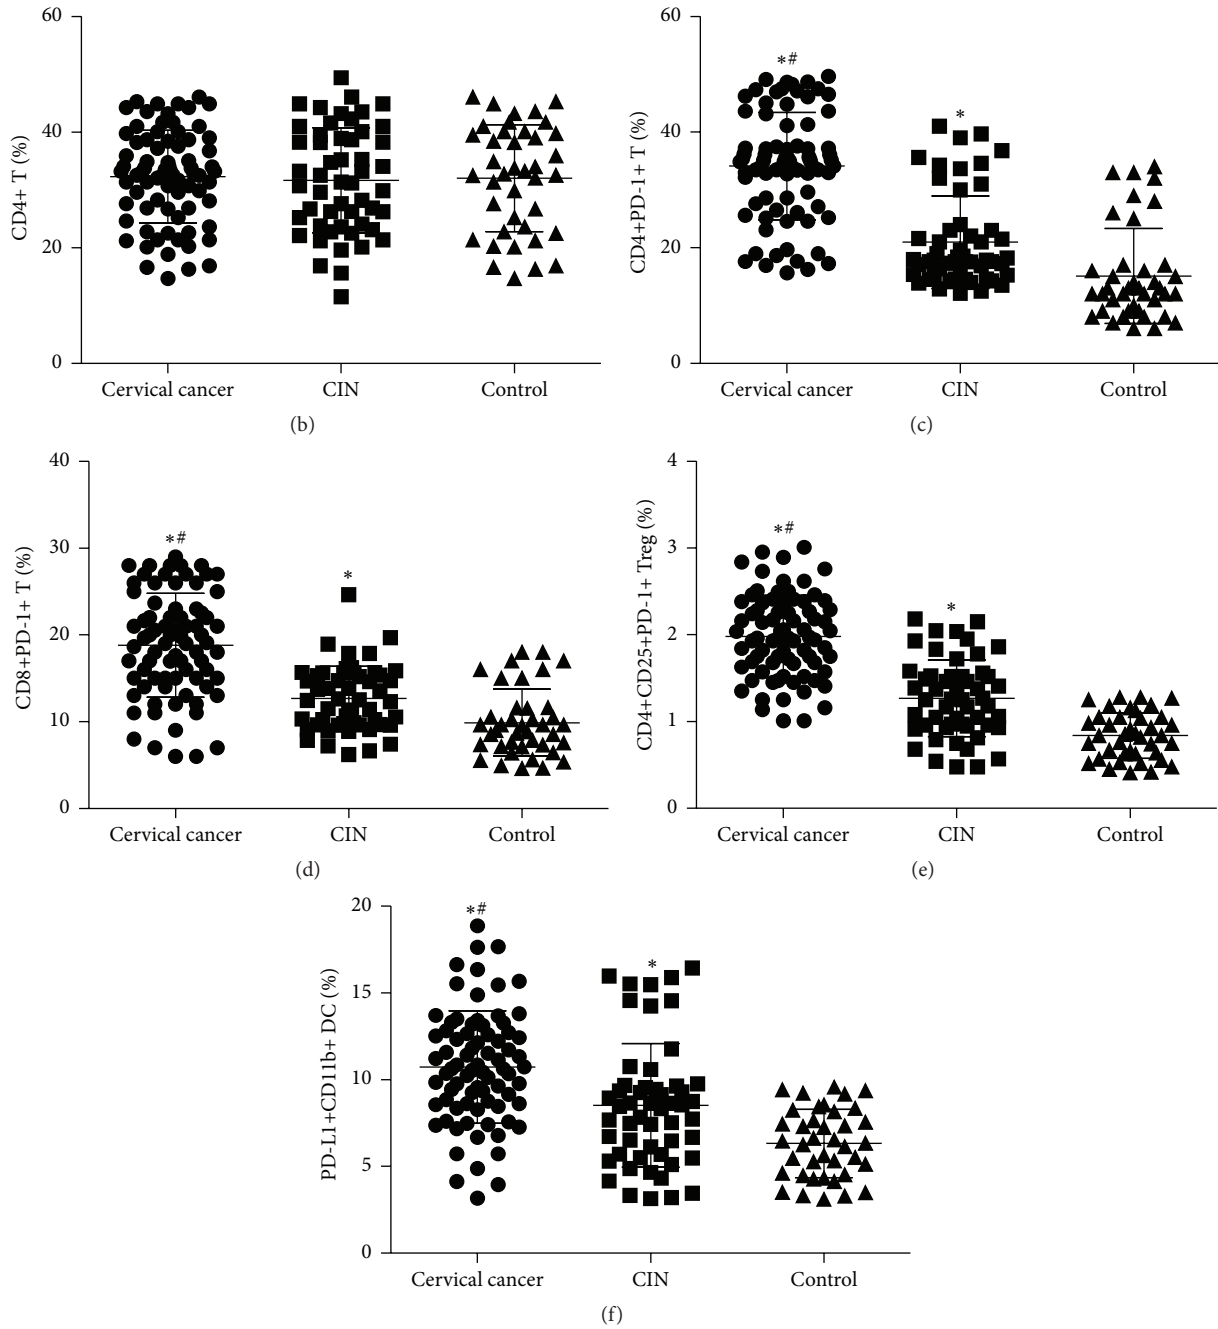 60
40
20
0
CD4+ T (%)
Cervical cancer
CIN
Control
(b)
60
40
20
0
CD4+PD-1+ T (%)
*#
*
Cervical cancer
CIN
Control
(c)
40
30
20
10
0
CD8+PD-1+ T (%)
*#
*
Cervical cancer
CIN
Control
(d)
4
3
2
1
0
CD4+CD25+PD-1+ Treg (%)
*#
*
Cervical cancer
CIN
Control
(e)
20
15
10
5
0
PD-L1+CD11b+ DC (%)
*#
*
Cervical cancer
CIN
Control
(f)